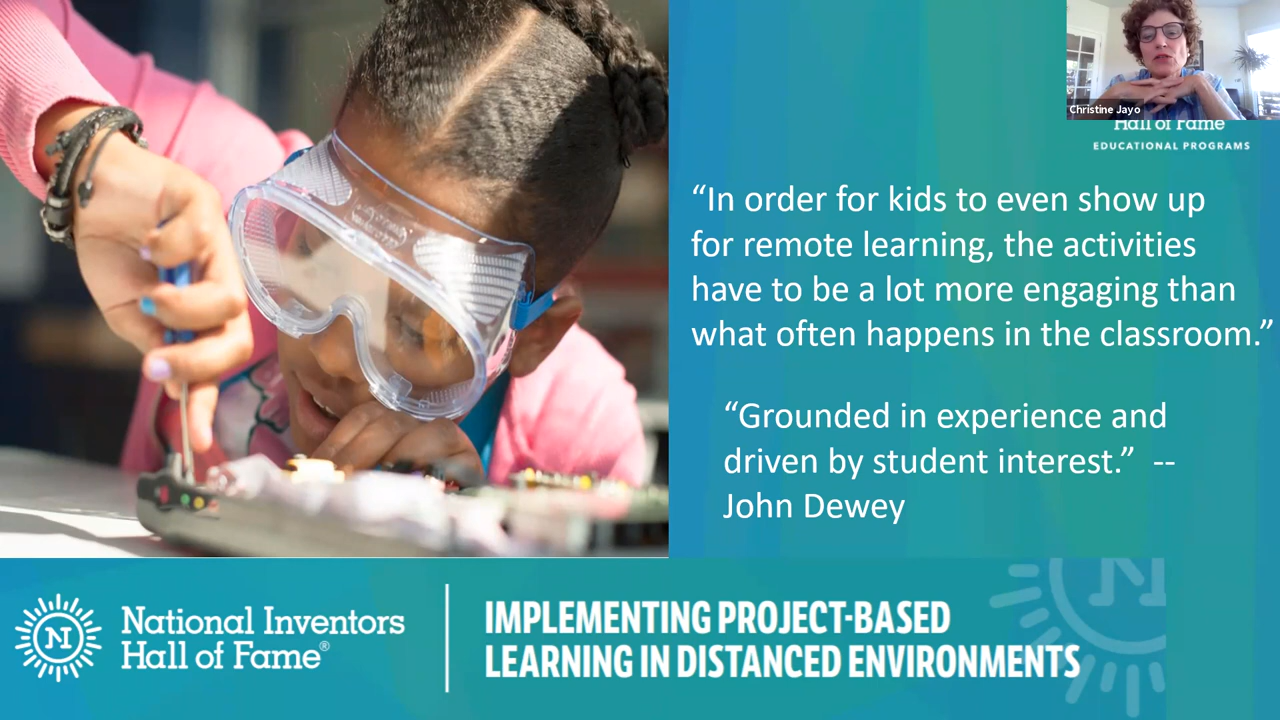 Christine Jayo
Hall of Fame
EDUCATIONAL PROGRAMS
“In order for kids to even show up
for remote learning, the activities
have to be a lot more engaging than
what often happens in the classroom.”
“Grounded in experience and
driven by student interest.” --
John Dewey
N
National Inventors
Hall of Fame®
IMPLEMENTING PROJECT-BASED
LEARNING IN DISTANCED ENVIRONMENTS
N